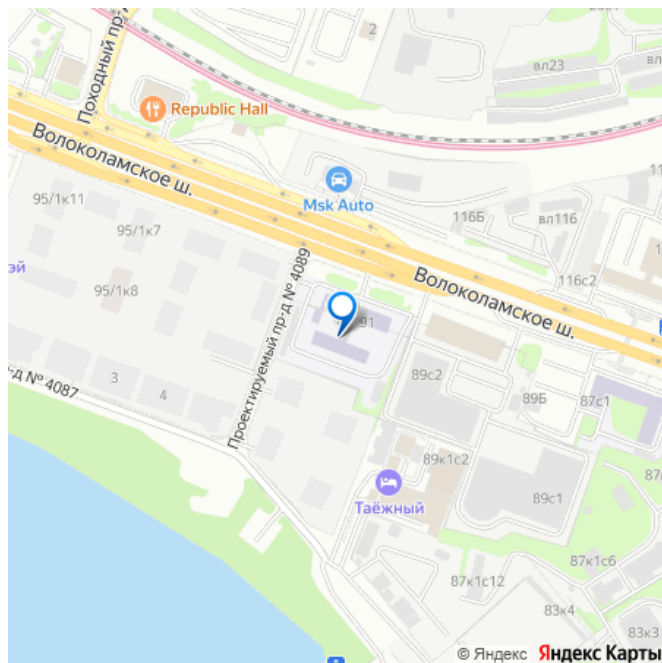 Походный пр-
2
вл23
Republic Hall
Волоколамское ш.
Msk Auto
95/1к11
95/1к7
116Б
вл116
116с2
эй
95/1к8
Проектируемый пр-д № 4089
Волоколамское ш.
91
-д № 4087
3
4
89с2
89Б
87с1
89к1с2
89с1
Таёжный
87к1с12
87к1с6
83к4
83к3
© Яндекс Яндекс Карты